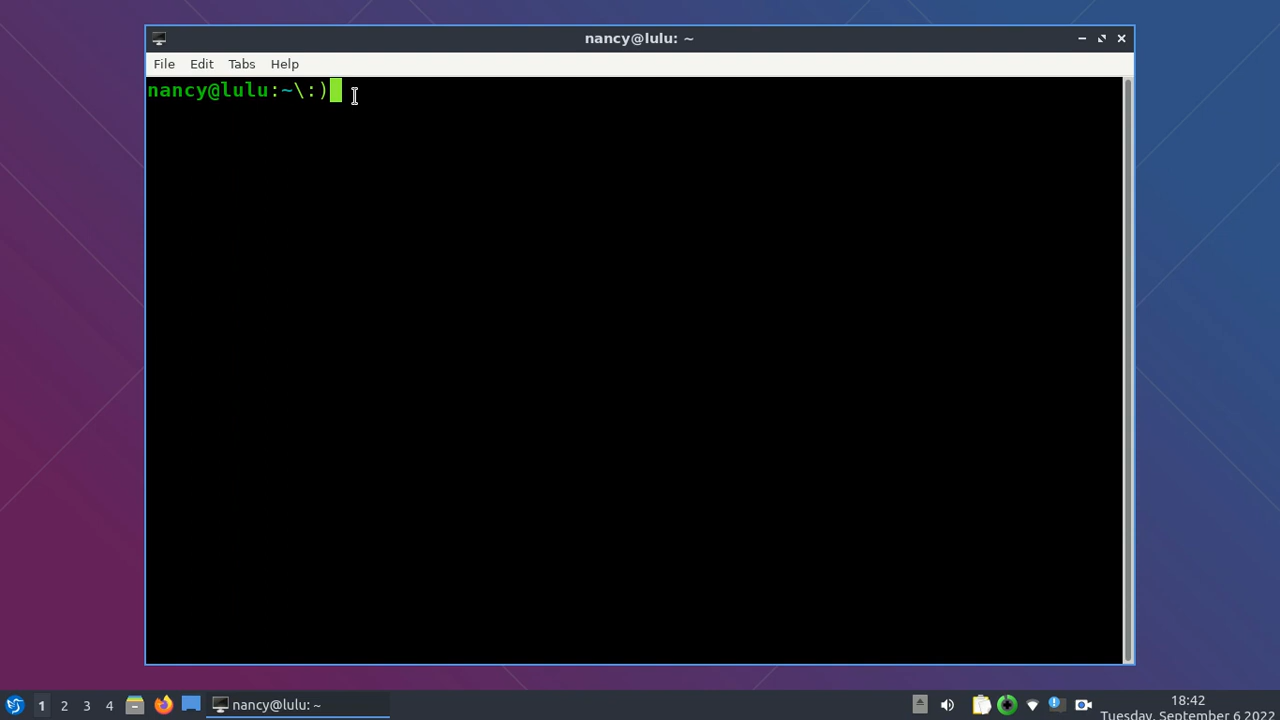 nancy@lulu: ~
File Edit Tabs Help
nancy@lulu:~\:)
1 2 3 4 nancy@lulu: ~
18:42
Tuesday, September 6 2022